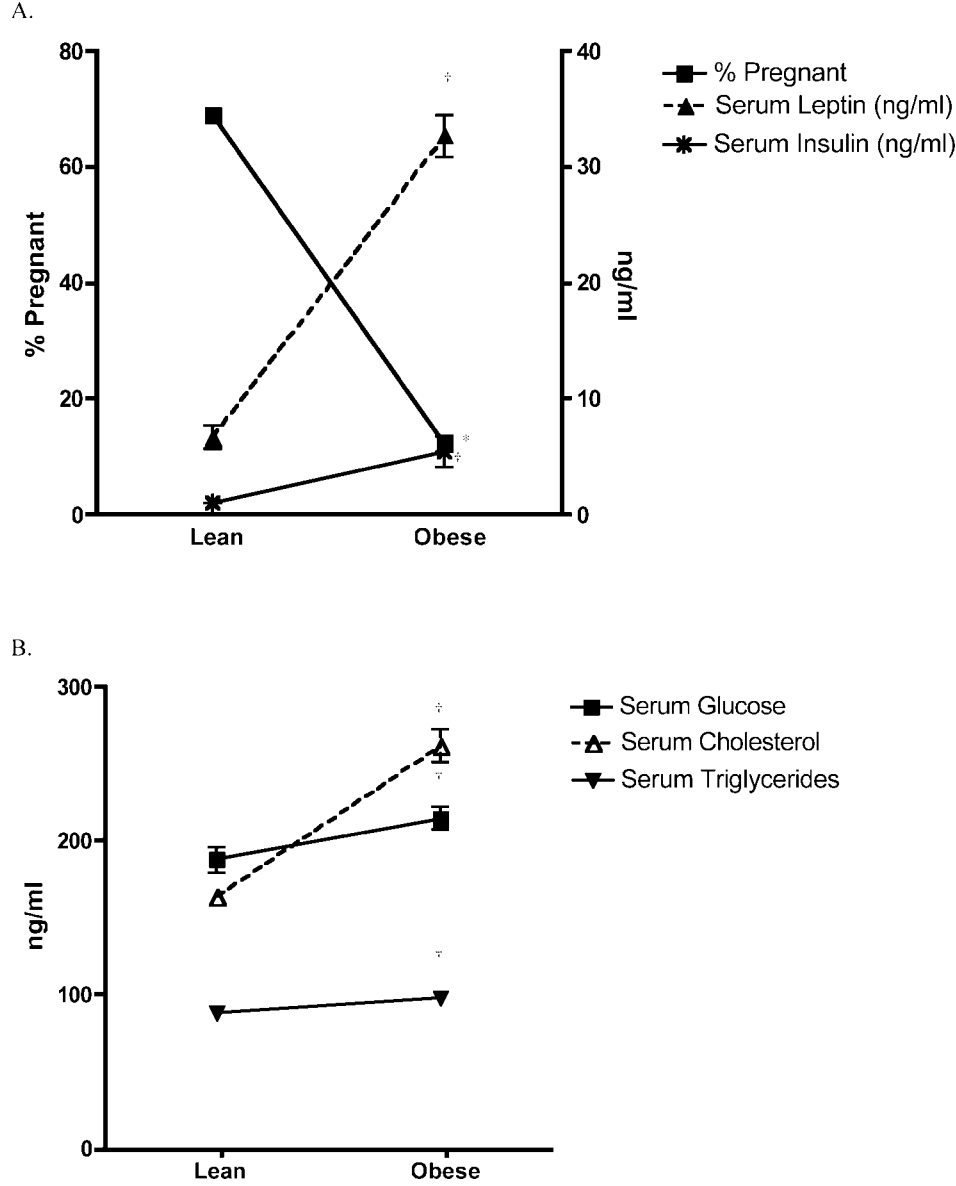 A.
80
60
40
20
0
% Pregnant
40
30
20
10
0
ng/ml
‡
*
‡
Lean
Obese
% Pregnant
Serum Leptin (ng/ml)
Serum Insulin (ng/ml)
B.
300
200
100
0
ng/ml
‡
Lean
Obese
Serum Glucose
Serum Cholesterol
Serum Triglycerides